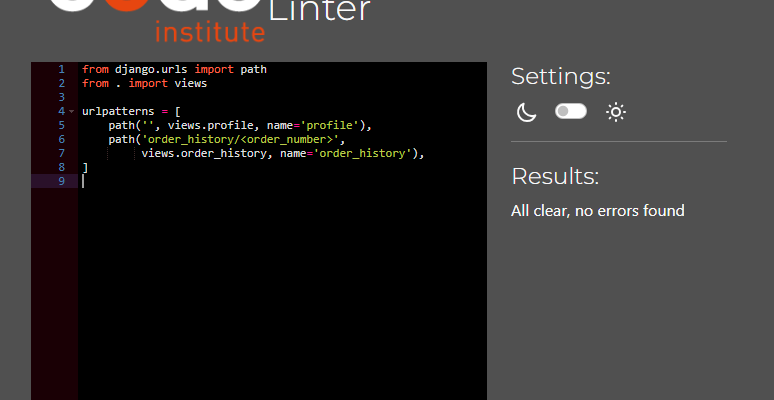 code
institute
Linter
1 from django.urls import path
2 from . import views
3
4 urlpatterns = [
5     path('', views.profile, name='profile'),
6     path('order_history/<order_number>',
7          views.order_history, name='order_history'),
8 ]
9
Settings:
Results:
All clear, no errors found